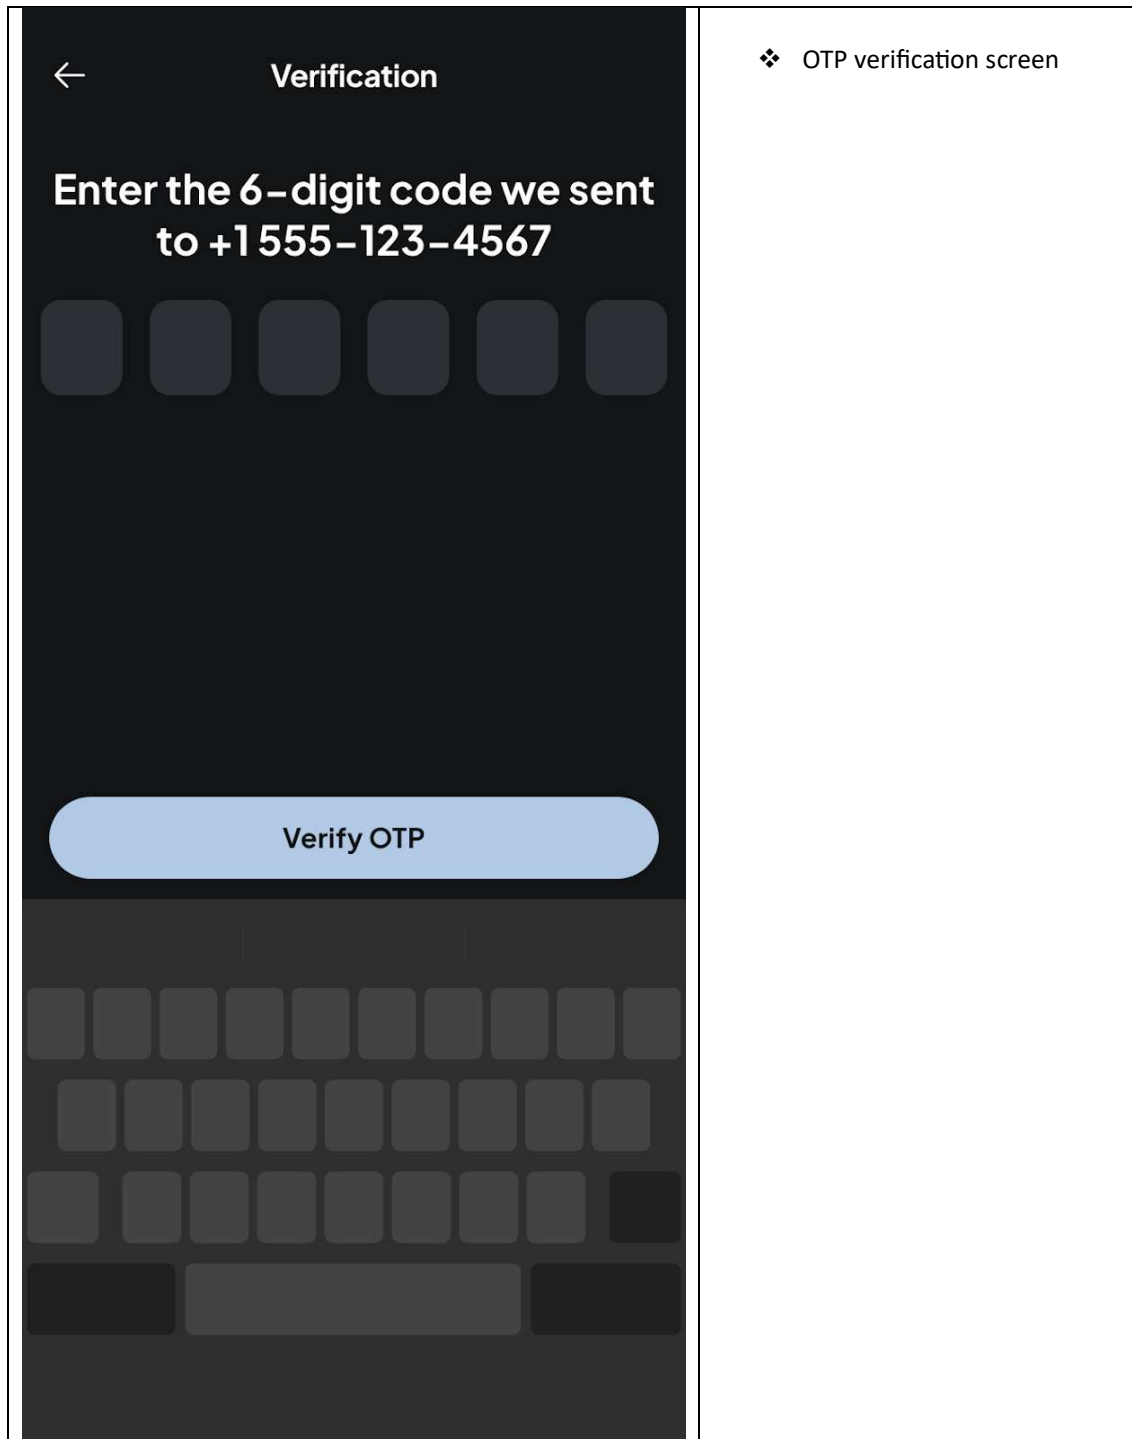 Verification
Enter the 6-digit code we sent
to +1 555-123-4567
Verify OTP
❖ OTP verification screen